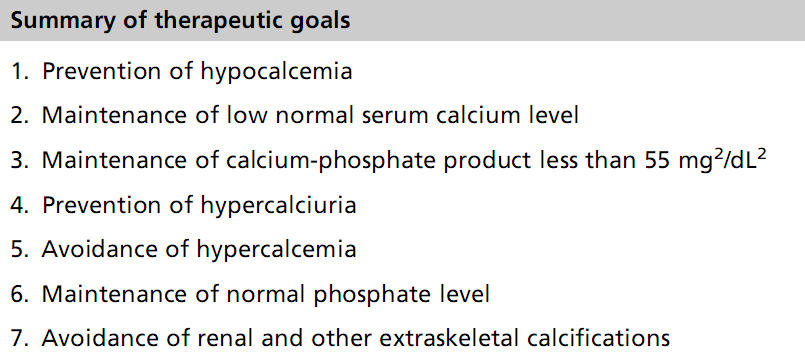 Summary of therapeutic goals
1. Prevention of hypocalcemia
2. Maintenance of low normal serum calcium level
3. Maintenance of calcium-phosphate product less than 55 mg²/dL²
4. Prevention of hypercalciuria
5. Avoidance of hypercalcemia
6. Maintenance of normal phosphate level
7. Avoidance of renal and other extraskeletal calcifications